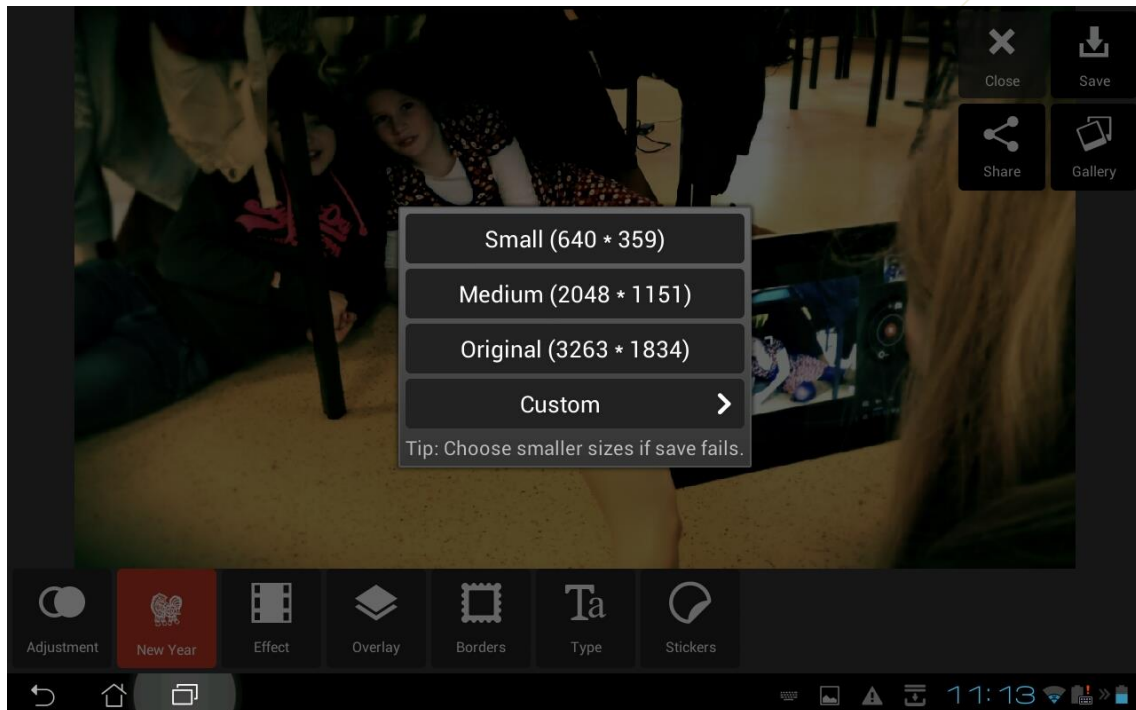 Close
Save
Share
Gallery
Small (640 * 359)
Medium (2048 * 1151)
Original (3263 * 1834)
Custom
Tip: Choose smaller sizes if save fails.
Adjustment
New Year
Effect
Overlay
Borders
Ta
Type
Stickers
11:13